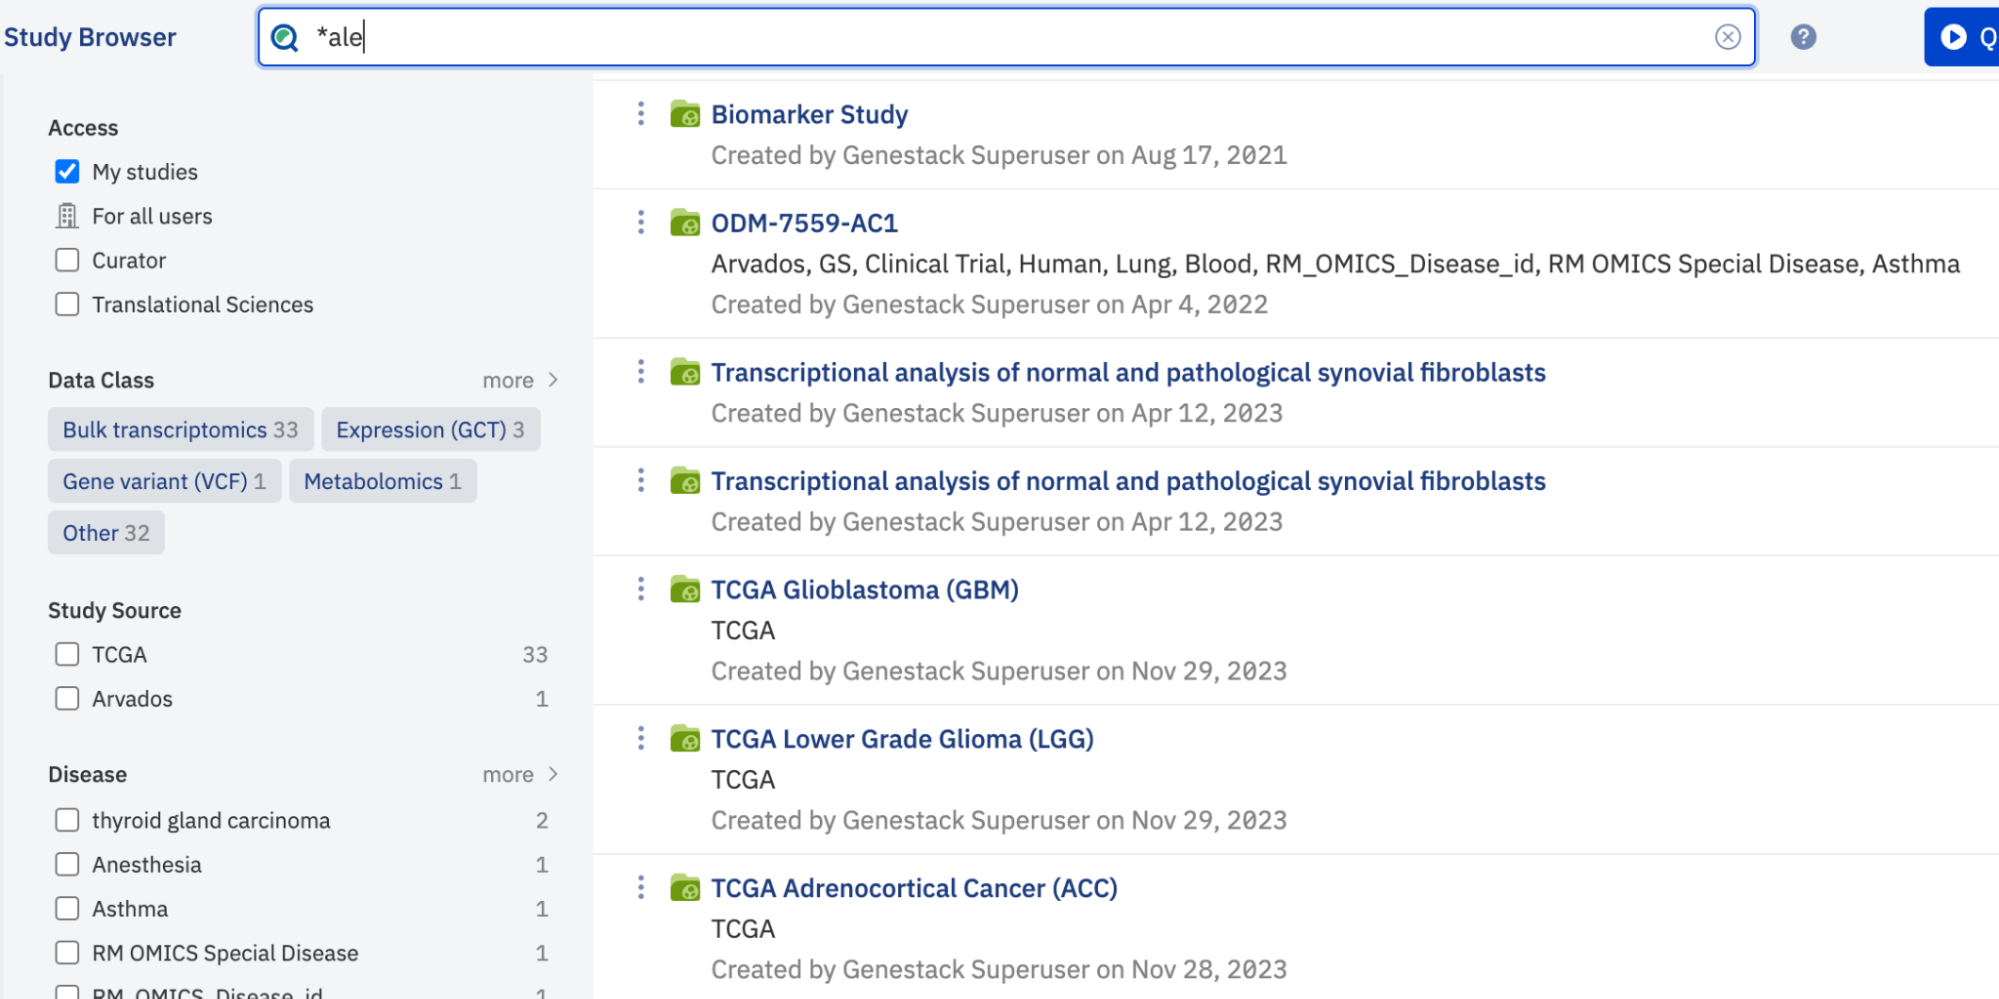 Study Browser
*ale
?
Q
Access
My studies
For all users
Curator
Translational Sciences
Data Class more
Bulk transcriptomics 33 Expression (GCT) 3
Gene variant (VCF) 1 Metabolomics 1
Other 32
Study Source
TCGA 33
Arvados 1
Disease more
thyroid gland carcinoma 2
Anesthesia 1
Asthma 1
RM OMICS Special Disease 1
RM_OMICS_Disease_id 1
Biomarker Study
Created by Genestack Superuser on Aug 17, 2021
ODM-7559-AC1
Arvados, GS, Clinical Trial, Human, Lung, Blood, RM_OMICS_Disease_id, RM OMICS Special Disease, Asthma
Created by Genestack Superuser on Apr 4, 2022
Transcriptional analysis of normal and pathological synovial fibroblasts
Created by Genestack Superuser on Apr 12, 2023
Transcriptional analysis of normal and pathological synovial fibroblasts
Created by Genestack Superuser on Apr 12, 2023
TCGA Glioblastoma (GBM)
TCGA
Created by Genestack Superuser on Nov 29, 2023
TCGA Lower Grade Glioma (LGG)
TCGA
Created by Genestack Superuser on Nov 29, 2023
TCGA Adrenocortical Cancer (ACC)
TCGA
Created by Genestack Superuser on Nov 28, 2023